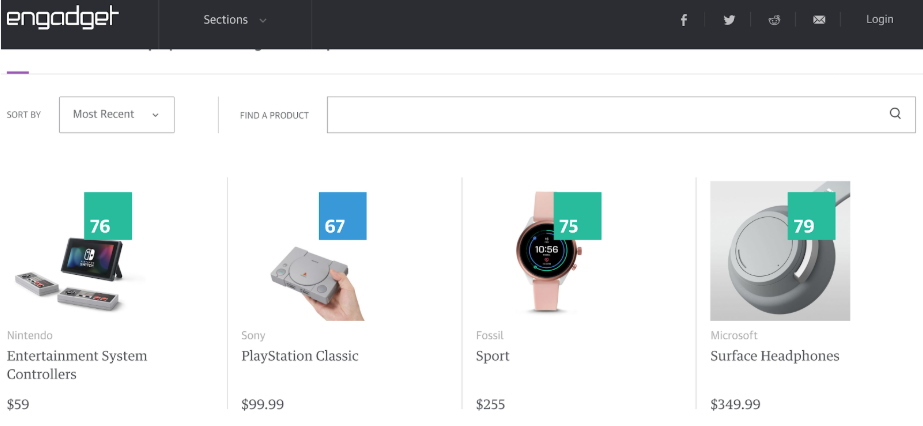 engadget
Sections
Login
SORT BY
Most Recent
FIND A PRODUCT
76
67
75
79
10:56
Nintendo
Sony
Fossil
Microsoft
Entertainment System
Controllers
PlayStation Classic
Sport
Surface Headphones
$59
$99.99
$255
$349.99